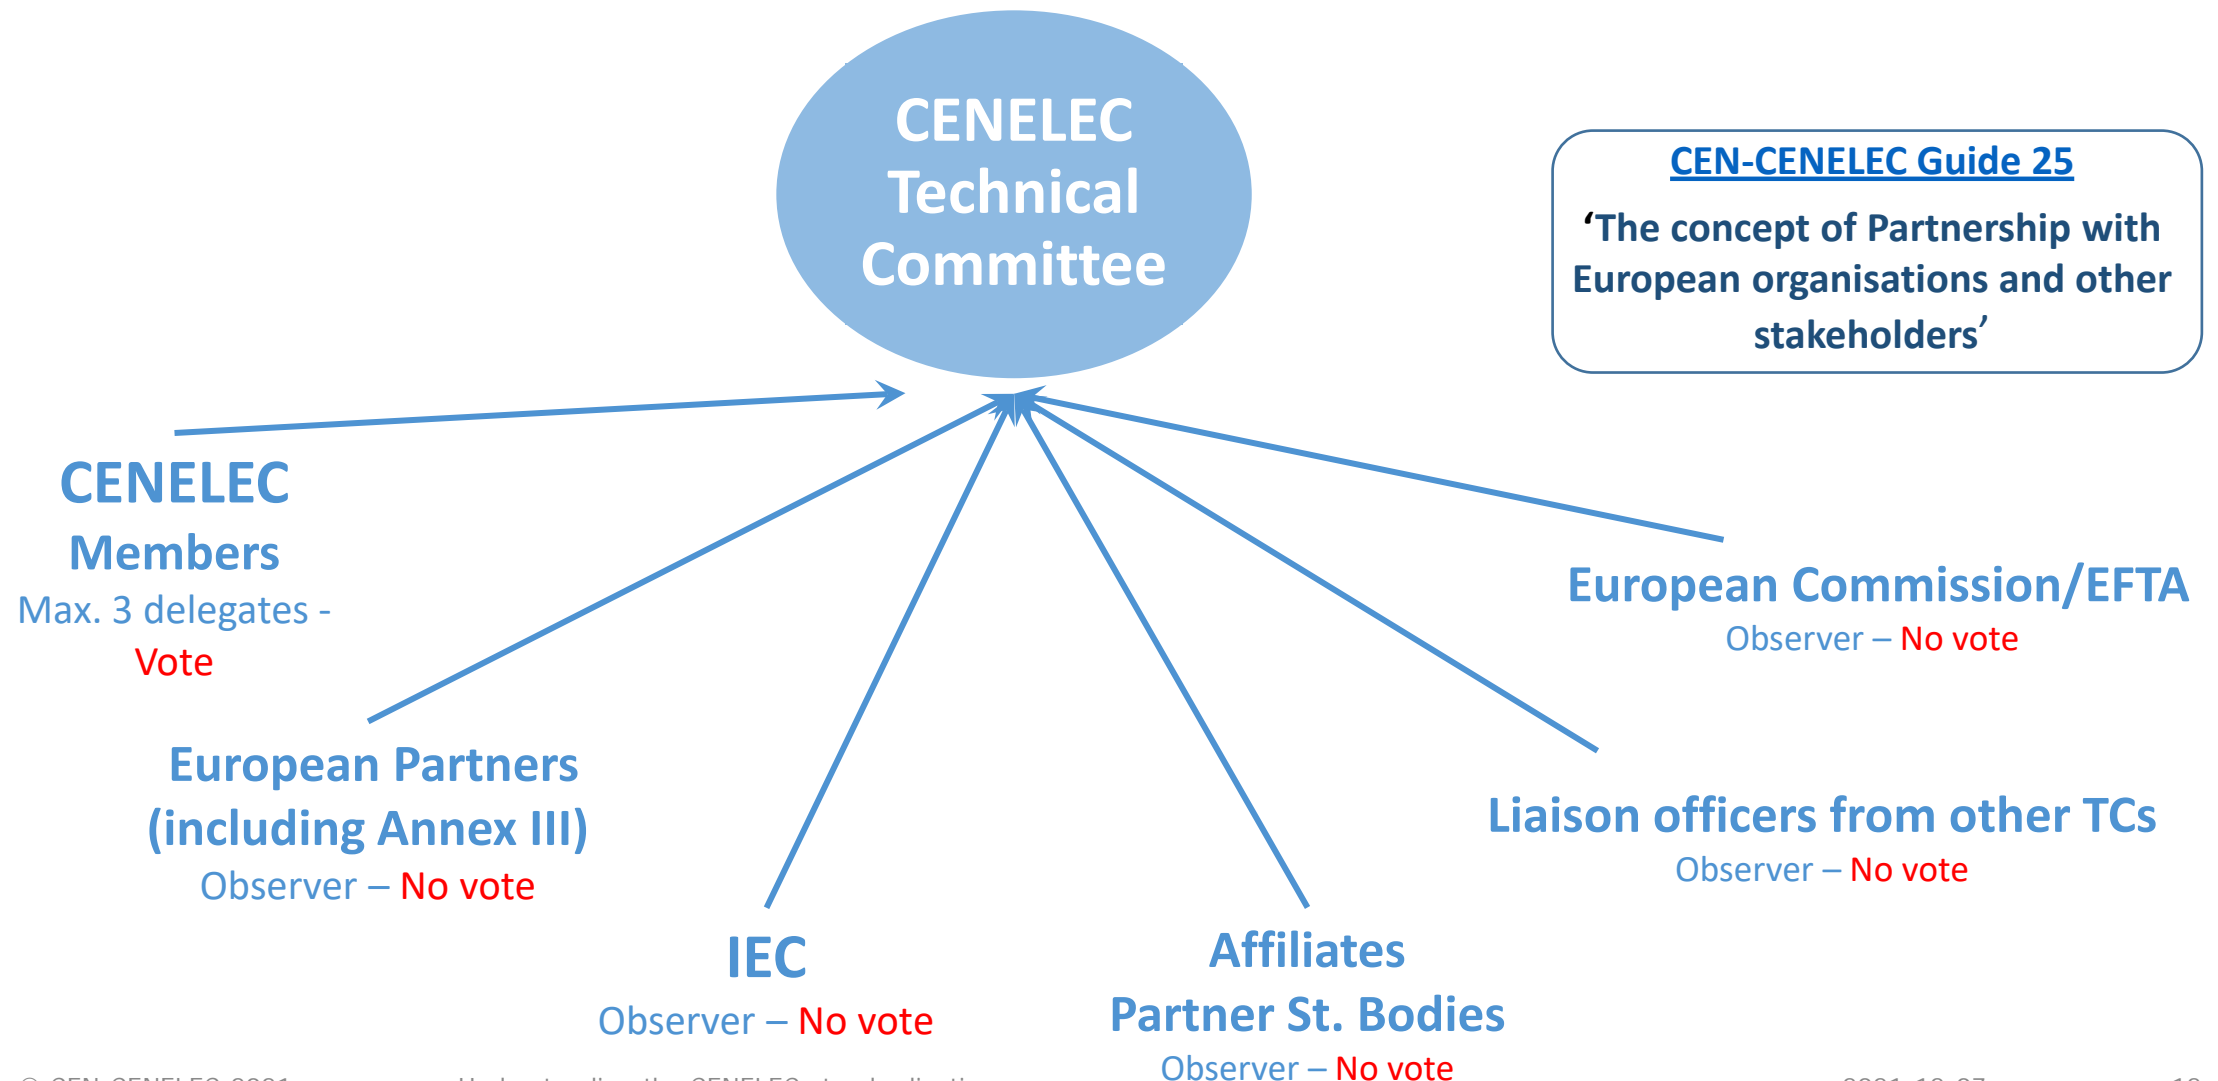 CENELEC
Technical
Committee
CEN-CENELEC Guide 25
‘The concept of Partnership with
European organisations and other
stakeholders’
CENELEC
Members
Max. 3 delegates -
Vote
European Partners
(including Annex III)
Observer – No vote
IEC
Observer – No vote
Affiliates
Partner St. Bodies
Observer – No vote
Liaison officers from other TCs
Observer – No vote
European Commission/EFTA
Observer – No vote